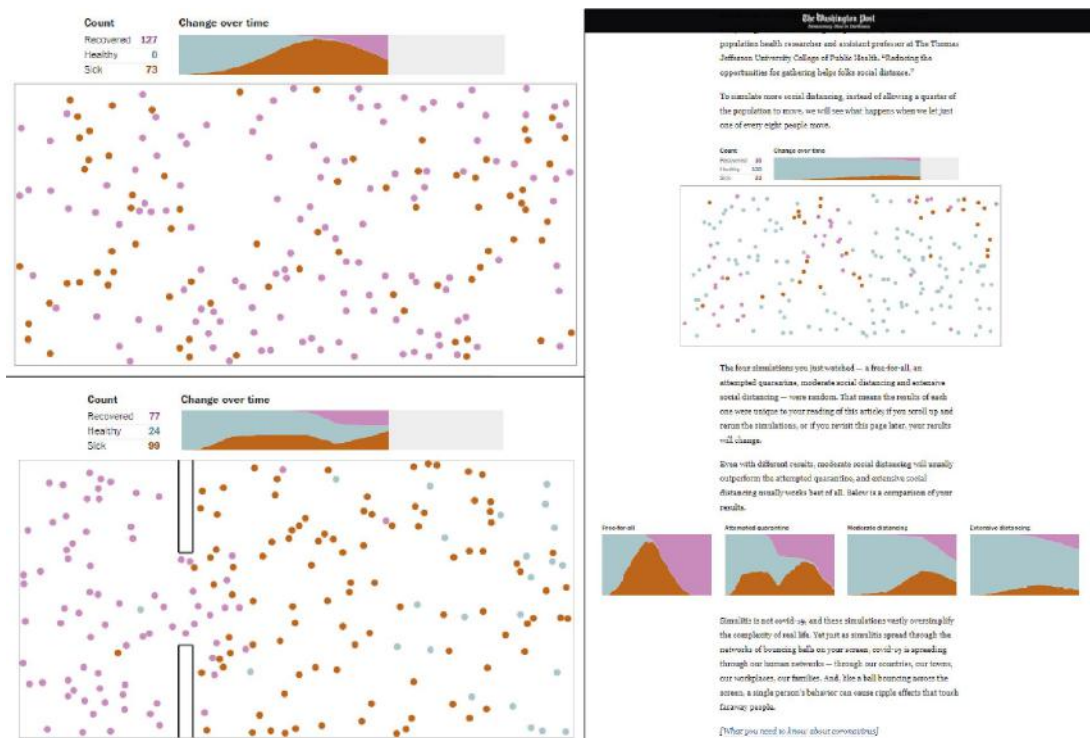 Count Change over time
Recovered 127
Healthy 0
Sick 73
Count Change over time
Recovered 77
Healthy 24
Sick 99
The Washington Post
population health researcher and assistant professor at The Thomas
Jefferson University College of Public Health. “Reducing the
opportunities for gathering helps folks social distance.”
To simulate more social distancing, instead of allowing a quarter of
the population to move, we will see what happens when we let just
one of every eight people move.
Count Change over time
Recovered
Healthy
Sick
The four simulations you just watched — a free-for-all, an
attempted quarantine, moderate social distancing and extensive
social distancing — were random. That means the results of each
one were unique to your reading of this article; if you scroll up and
rerun the simulations, or if you revisit this page later, your results
will change.
Even with different results, moderate social distancing will usually
outperform the attempted quarantine, and extensive social
distancing usually works best of all. Below is a comparison of your
results.
Free-for-all Attempted quarantine Moderate distancing Extensive distancing
Simulitis is not covid-19, and these simulations vastly oversimplify
the complexity of real life. Yet just as simulitis spread through the
networks of bouncing balls on your screen, covid-19 is spreading
through our human networks — through our countries, our towns,
our workplaces, our families. And, like a ball bouncing across the
screen, a single person’s behavior can cause ripple effects that touch
faraway people.
[What you need to know about coronavirus]